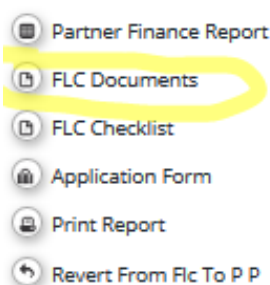 Partner Finance Report
FLC Documents
FLC Checklist
Application Form
Print Report
Revert From Flc To P P